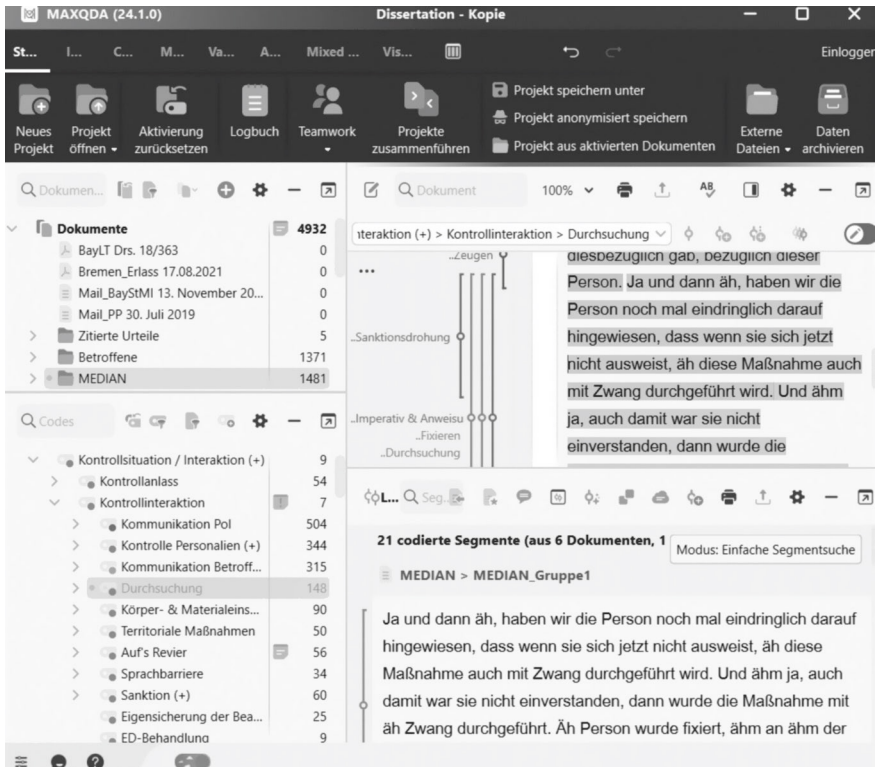 MAXQDA (24.1.0)
Dissertation - Kopie
St... I... C... M... Va... A... Mixed ... Vis... Einlogger
Neues Projekt
Projekt öffnen
Aktivierung zurücksetzen
Logbuch
Teamwork
Projekte zusammenführen
Projekt speichern unter
Projekt anonymisiert speichern
Projekt aus aktivierten Dokumenten
Externe Dateien
Daten archivieren
Dokumen...
Dokumente 4932
BayLT Drs. 18/363 0
Bremen_Erlass 17.08.2021 0
Mail_BayStMI 13. November 20... 0
Mail_PP 30. Juli 2019 0
Zitierte Urteile 5
Betroffene 1371
MEDIAN 1481
Codes
Kontrollsituation / Interaktion (+) 9
Kontrollanlass 54
Kontrollinteraktion 7
Kommunikation Pol 504
Kontrolle Personalien (+) 344
Kommunikation Betroff... 315
Durchsuchung 148
Körper- & Materialeins... 90
Territoriale Maßnahmen 50
Auf's Revier 56
Sprachbarriere 34
Sanktion (+) 60
Eigensicherung der Bea... 25
ED-Behandlung 9
Dokument 100%
nteraktion (+) > Kontrollinteraktion > Durchsuchung
..Zeugen
...
..Sanktionsdrohung
..Imperativ & Anweisu
..Fixieren
..Durchsuchung
diesbezüglich gab, bezüglich dieser
Person. Ja und dann äh, haben wir die
Person noch mal eindringlich darauf
hingewiesen, dass wenn sie sich jetzt
nicht ausweist, äh diese Maßnahme auch
mit Zwang durchgeführt wird. Und ähm
ja, auch damit war sie nicht
einverstanden, dann wurde die
L... Seg...
21 codierte Segmente (aus 6 Dokumenten, 1
Modus: Einfache Segmentsuche
MEDIAN > MEDIAN_Gruppe1
Ja und dann äh, haben wir die Person noch mal eindringlich darauf
hingewiesen, dass wenn sie sich jetzt nicht ausweist, äh diese
Maßnahme auch mit Zwang durchgeführt wird. Und ähm ja, auch
damit war sie nicht einverstanden, dann wurde die Maßnahme mit
äh Zwang durchgeführt. Äh Person wurde fixiert, ähm an ähm der